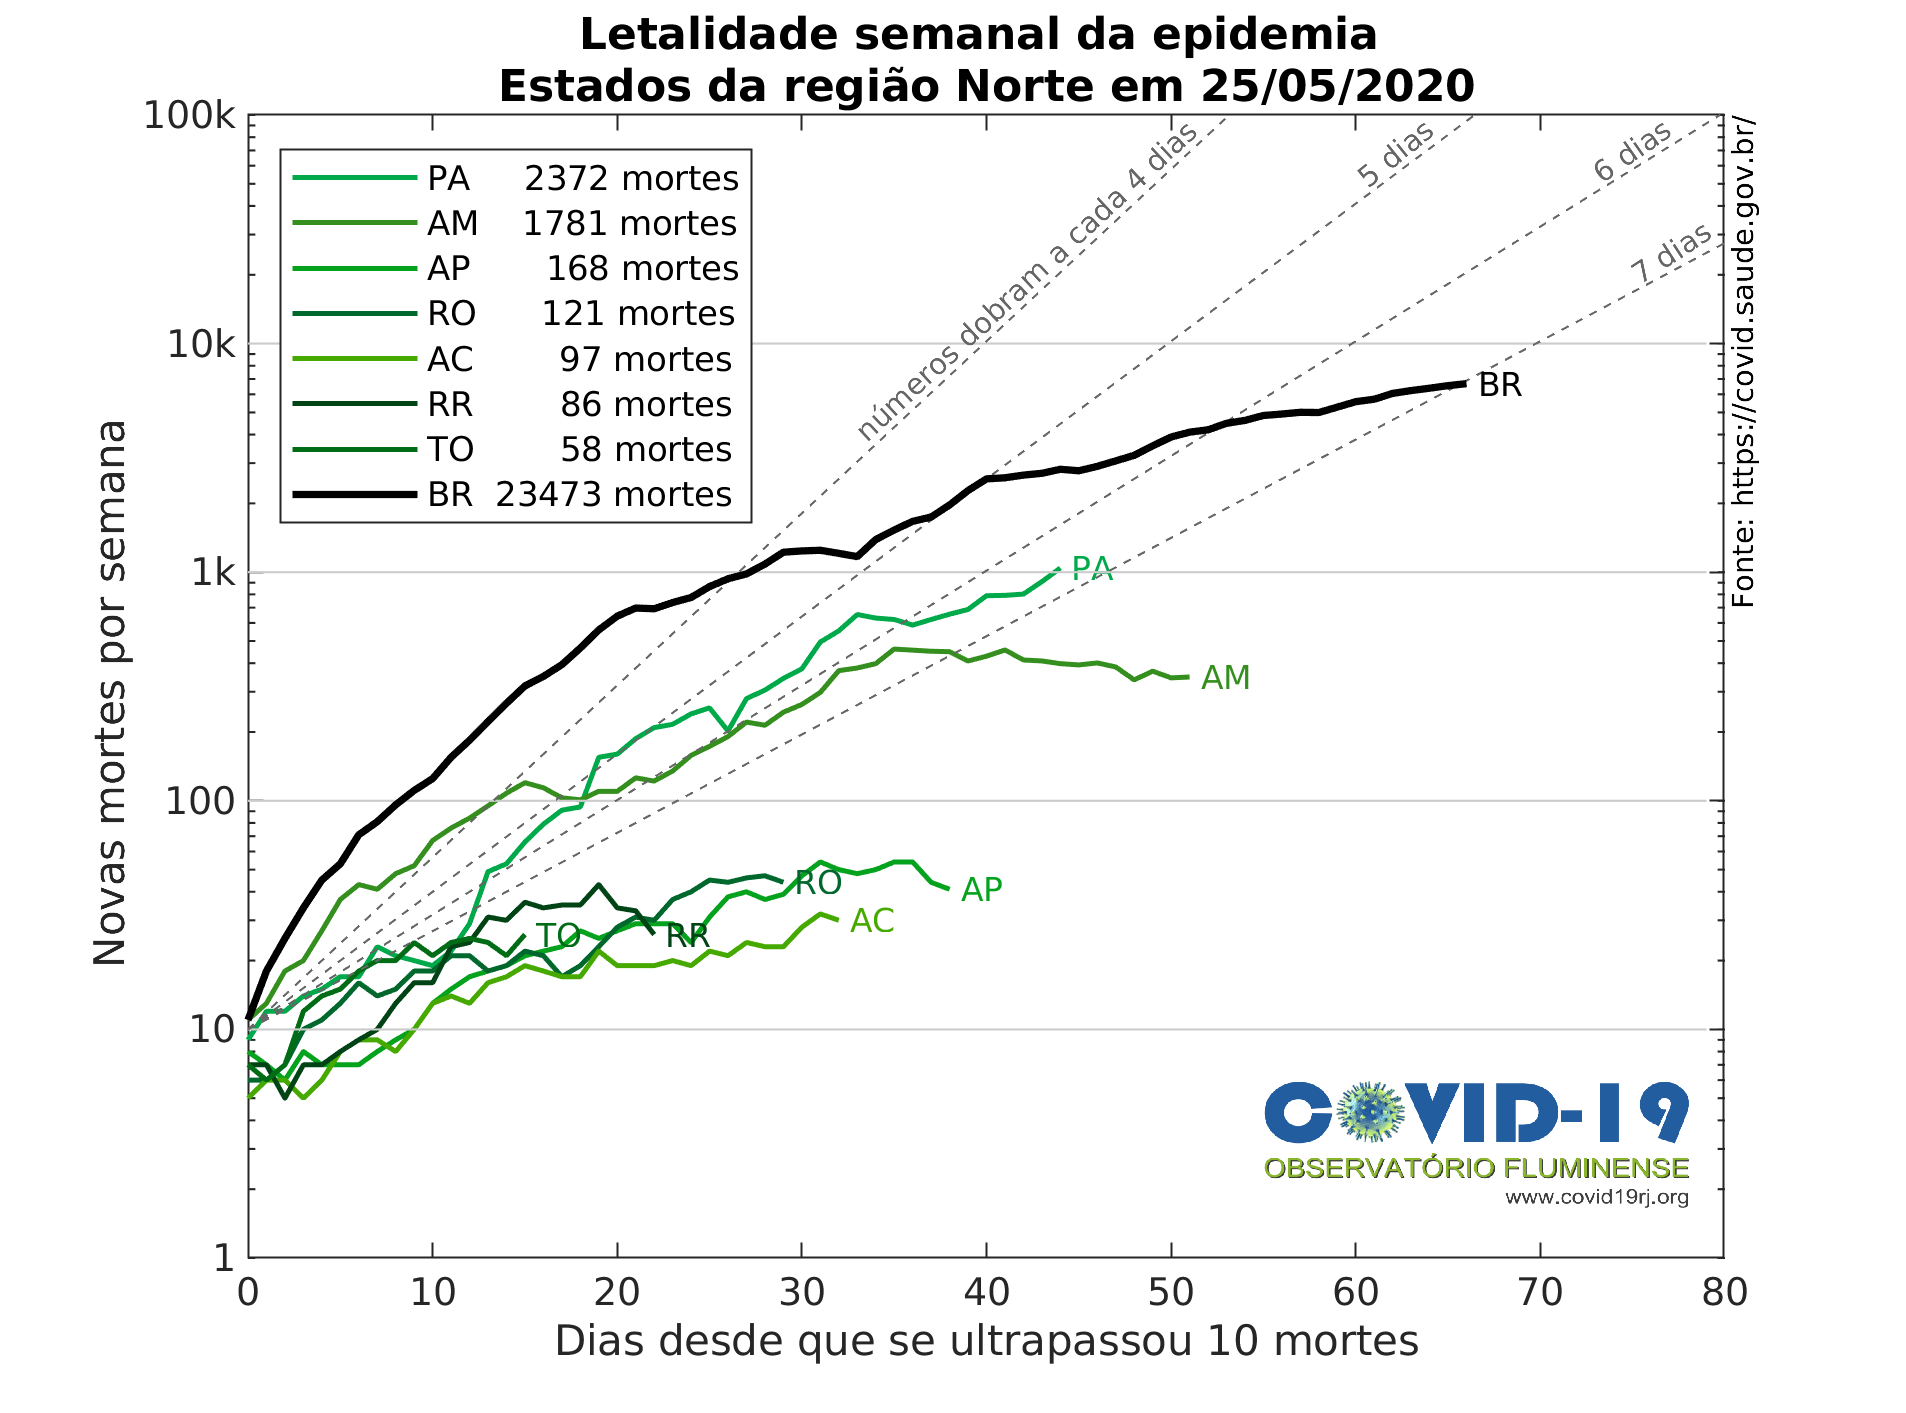 Letalidade semanal da epidemia
Estados da região Norte em 25/05/2020
100k
10k
1k
100
10
1
Novas mortes por semana
PA 2372 mortes
AM 1781 mortes
AP 168 mortes
RO 121 mortes
AC 97 mortes
RR 86 mortes
TO 58 mortes
BR 23473 mortes
números dobram a cada 4 dias
5 dias
6 dias
7 dias
Fonte: https://covid.saude.gov.br/
BR
PA
AM
RO
AP
AC
TO
RR
COVID-19
OBSERVATÓRIO FLUMINENSE
www.covid19rj.org
0 10 20 30 40 50 60 70 80
Dias desde que se ultrapassou 10 mortes